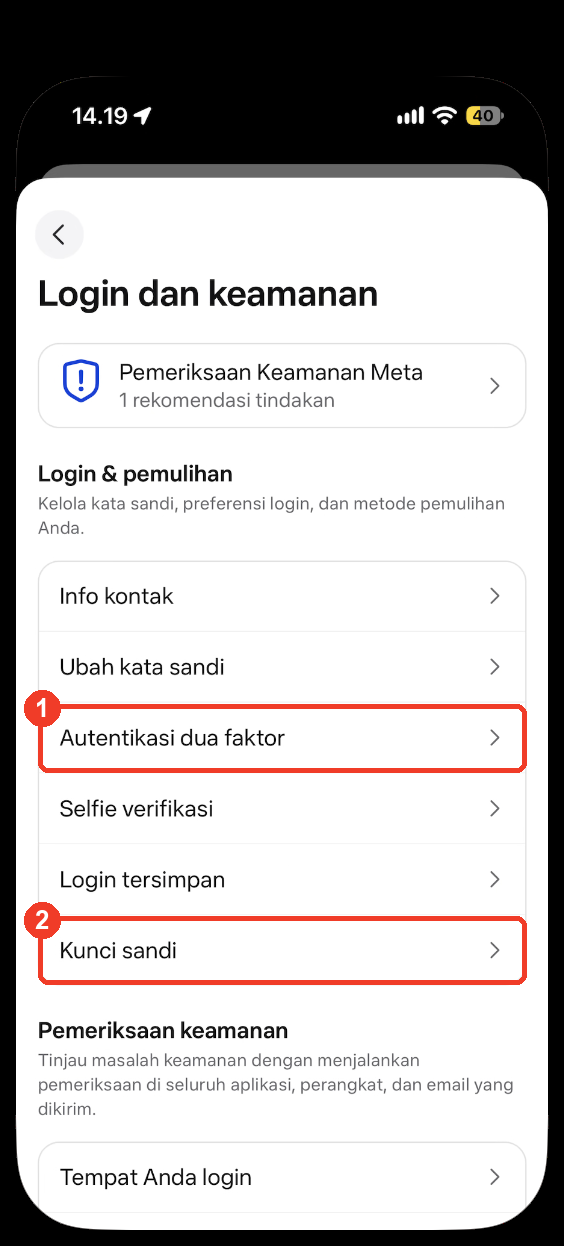 14.19
40
Login dan keamanan
Pemeriksaan Keamanan Meta
1 rekomendasi tindakan
Login & pemulihan
Kelola kata sandi, preferensi login, dan metode pemulihan
Anda.
Info kontak
Ubah kata sandi
1
Autentikasi dua faktor
Selfie verifikasi
Login tersimpan
2
Kunci sandi
Pemeriksaan keamanan
Tinjau masalah keamanan dengan menjalankan
pemeriksaan di seluruh aplikasi, perangkat, dan email yang
dikirim.
Tempat Anda login